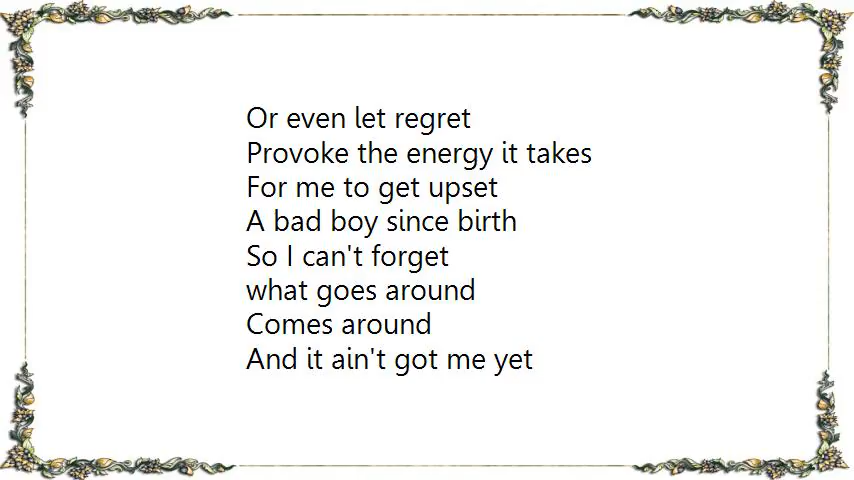 Or even let regret
Provoke the energy it takes
For me to get upset
A bad boy since birth
So I can't forget
what goes around
Comes around
And it ain't got me yet